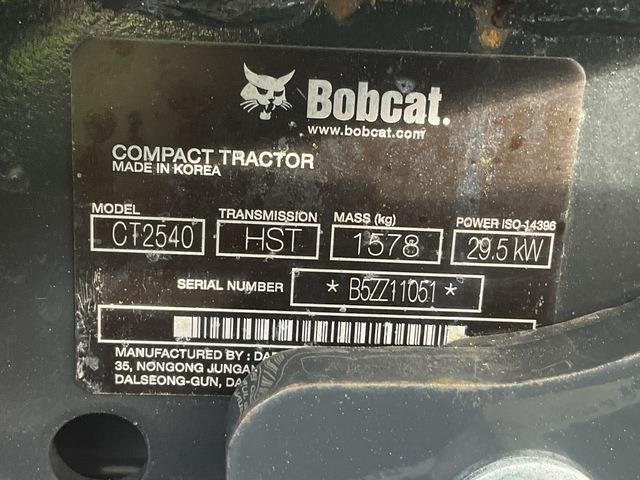 Bobcat.
www.bobcat.com
COMPACT TRACTOR
MADE IN KOREA
MODEL TRANSMISSION MASS (kg) POWER ISO-14396
CT2540 HST 1578 29.5 kW
SERIAL NUMBER * B5ZZ11051 *
MANUFACTURED BY :
35, NONGONG
DALSEONG-GUN,